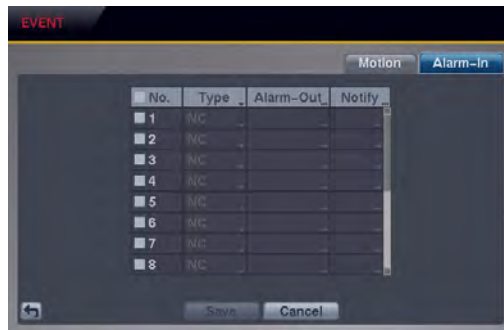 EVENT
Motion Alarm-In
No. Type Alarm-Out Notify
1 NC
2 NC
3 NC
4 NC
5 NC
6 NC
7 NC
8 NC
Save Cancel